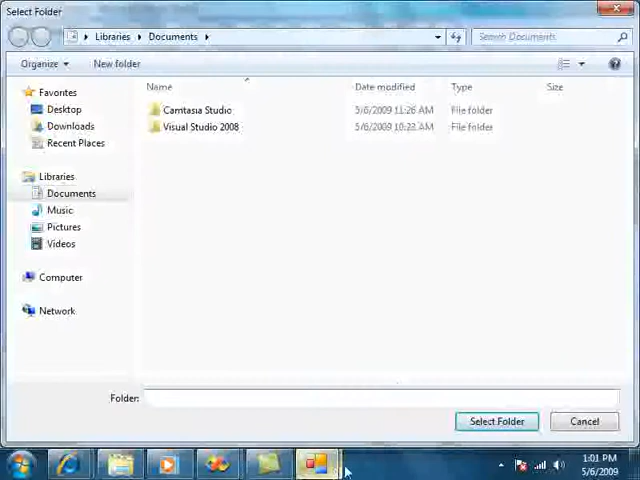 Select Folder
Libraries Documents Search Documents
Organize New folder
Name Date modified Type Size
Favorites
Desktop
Downloads
Recent Places
Libraries
Documents
Music
Pictures
Videos
Computer
Network
Camtasia Studio 5/6/2009 11:26 AM File folder
Visual Studio 2008 5/6/2009 10:22 AM File folder
Folder:
Select Folder Cancel
1:01 PM
5/6/2009